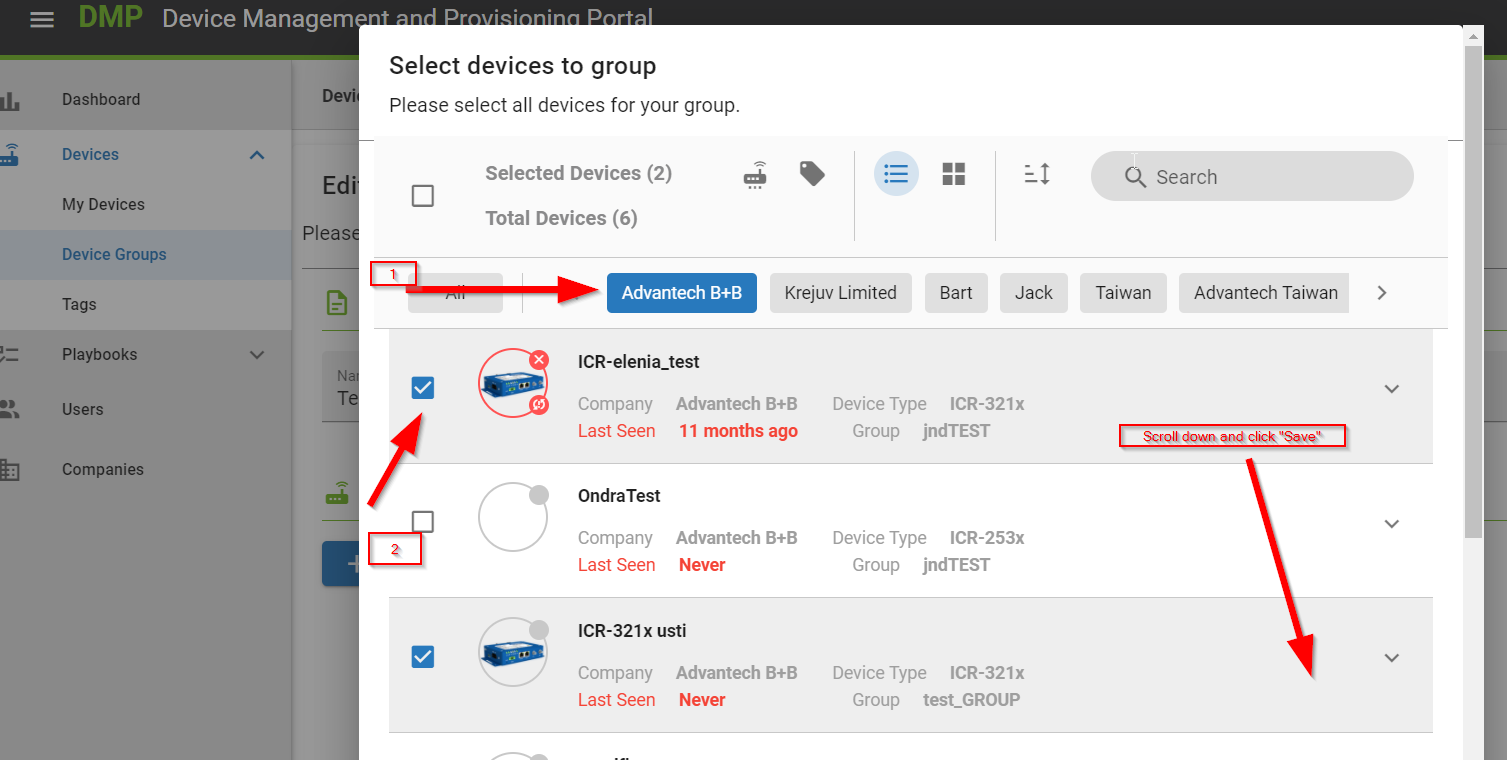 DMP Device Management and Provisioning Portal
Dashboard
Devices
My Devices
Device Groups
Tags
Playbooks
Users
Companies
Select devices to group
Please select all devices for your group.
Selected Devices (2)
Total Devices (6)
Search
1
All
Advantech B+B
Krejuv Limited
Bart
Jack
Taiwan
Advantech Taiwan
Please
ICR-elenia_test
Company Advantech B+B Device Type ICR-321x
Last Seen 11 months ago Group jndTEST
Scroll down and click "Save"
OndraTest
Company Advantech B+B Device Type ICR-253x
Last Seen Never Group jndTEST
2
ICR-321x usti
Company Advantech B+B Device Type ICR-321x
Last Seen Never Group test_GROUP